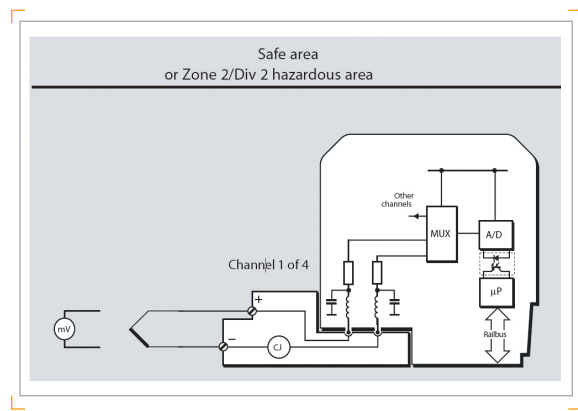 Safe area
or Zone 2/Div 2 hazardous area
Other
channels
MUX
A/D
Channel 1 of 4
µP
+
mV
−
CJ
Railbus